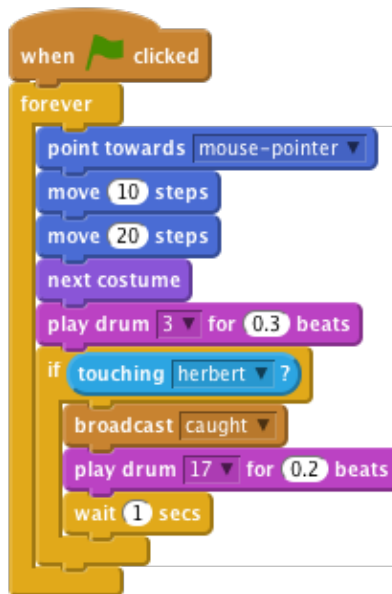 when clicked
forever
point towards mouse-pointer
move 10 steps
move 20 steps
next costume
play drum 3 for 0.3 beats
if touching herbert ?
broadcast caught
play drum 17 for 0.2 beats
wait 1 secs